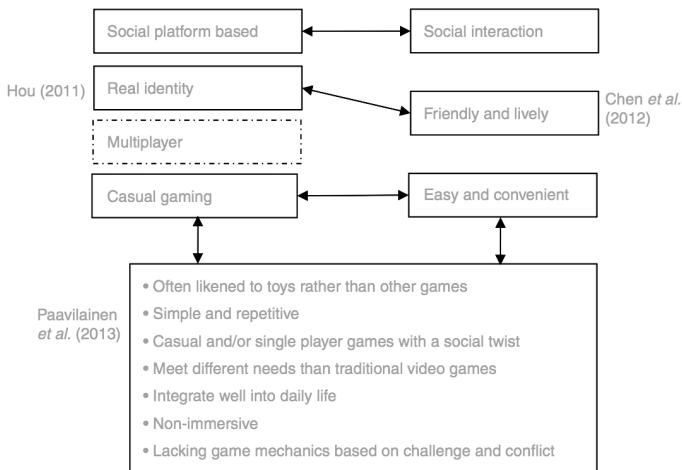 Social platform based
Social interaction
Hou (2011)
Real identity
Friendly and lively
Chen et al.
(2012)
Multiplayer
Casual gaming
Easy and convenient
Paavilainen
et al. (2013)
• Often likened to toys rather than other games
• Simple and repetitive
• Casual and/or single player games with a social twist
• Meet different needs than traditional video games
• Integrate well into daily life
• Non-immersive
• Lacking game mechanics based on challenge and conflict